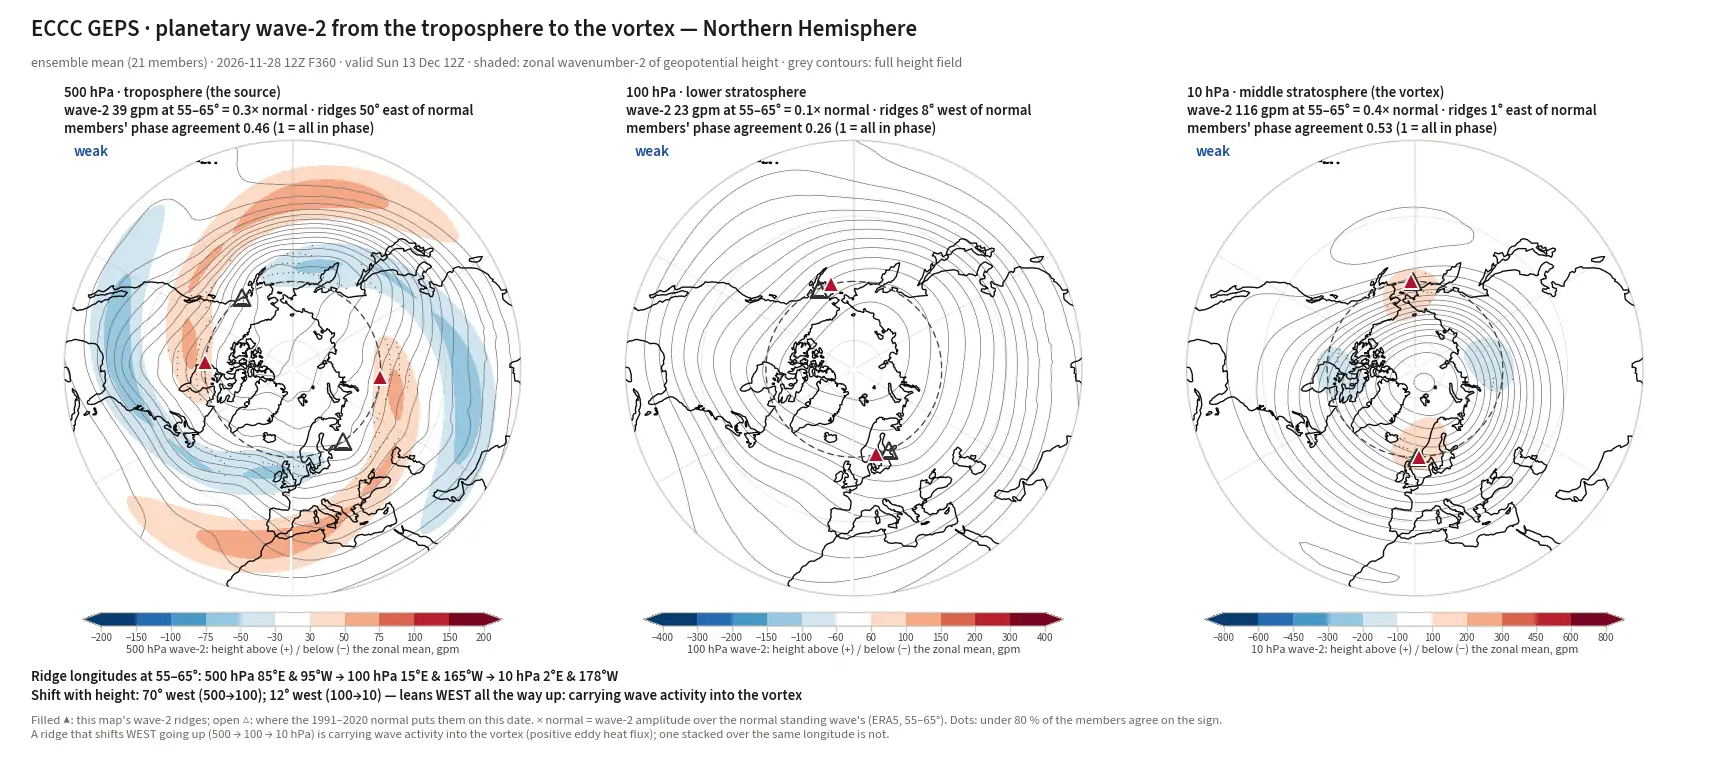 ECCC GEPS · planetary wave-2 from the troposphere to the vortex — Northern Hemisphere
ensemble mean (21 members) · 2026-11-28 12Z F360 · valid Sun 13 Dec 12Z · shaded: zonal wavenumber-2 of geopotential height · grey contours: full height field
500 hPa · troposphere (the source)
wave-2 39 gpm at 55–65° = 0.3× normal · ridges 50° east of normal
members' phase agreement 0.46 (1 = all in phase)
weak
100 hPa · lower stratosphere
wave-2 23 gpm at 55–65° = 0.1× normal · ridges 8° west of normal
members' phase agreement 0.26 (1 = all in phase)
weak
10 hPa · middle stratosphere (the vortex)
wave-2 116 gpm at 55–65° = 0.4× normal · ridges 1° east of normal
members' phase agreement 0.53 (1 = all in phase)
weak
−200 −150 −100 −75 −50 −30 30 50 75 100 150 200
500 hPa wave-2: height above (+) / below (−) the zonal mean, gpm
−400 −300 −200 −150 −100 −60 60 100 150 200 300 400
100 hPa wave-2: height above (+) / below (−) the zonal mean, gpm
−800 −600 −450 −300 −200 −100 100 200 300 450 600 800
10 hPa wave-2: height above (+) / below (−) the zonal mean, gpm
Ridge longitudes at 55–65°: 500 hPa 85°E & 95°W → 100 hPa 15°E & 165°W → 10 hPa 2°E & 178°W
Shift with height: 70° west (500→100); 12° west (100→10) — leans WEST all the way up: carrying wave activity into the vortex
Filled ▲: this map's wave-2 ridges; open △: where the 1991–2020 normal puts them on this date. × normal = wave-2 amplitude over the normal standing wave's (ERA5, 55–65°). Dots: under 80 % of the members agree on the sign.
A ridge that shifts WEST going up (500 → 100 → 10 hPa) is carrying wave activity into the vortex (positive eddy heat flux); one stacked over the same longitude is not.